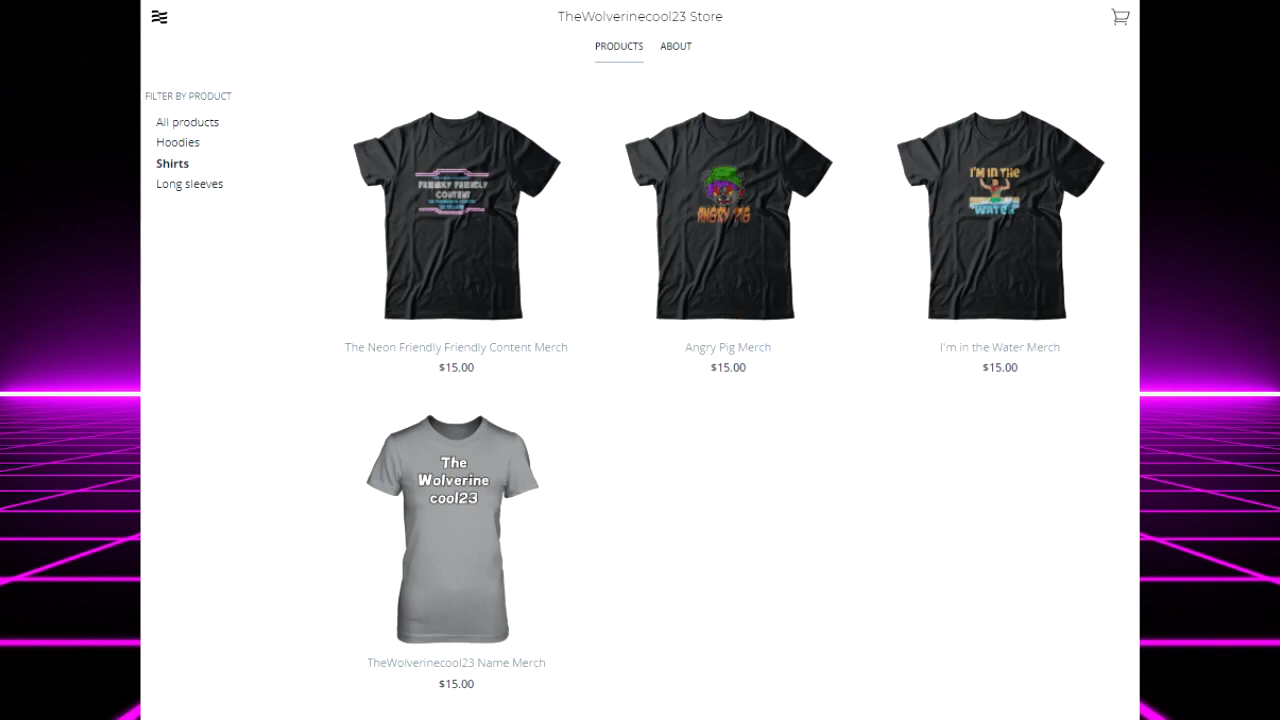 TheWolverinecool23 Store
PRODUCTS ABOUT
FILTER BY PRODUCT
All products
Hoodies
Shirts
Long sleeves
FRIENDLY FRIENDLY
CONTENT
ANGRY PIG
I'M IN THE
WATER
The Neon Friendly Friendly Content Merch
$15.00
Angry Pig Merch
$15.00
I'm in the Water Merch
$15.00
The
Wolverine
cool23
TheWolverinecool23 Name Merch
$15.00